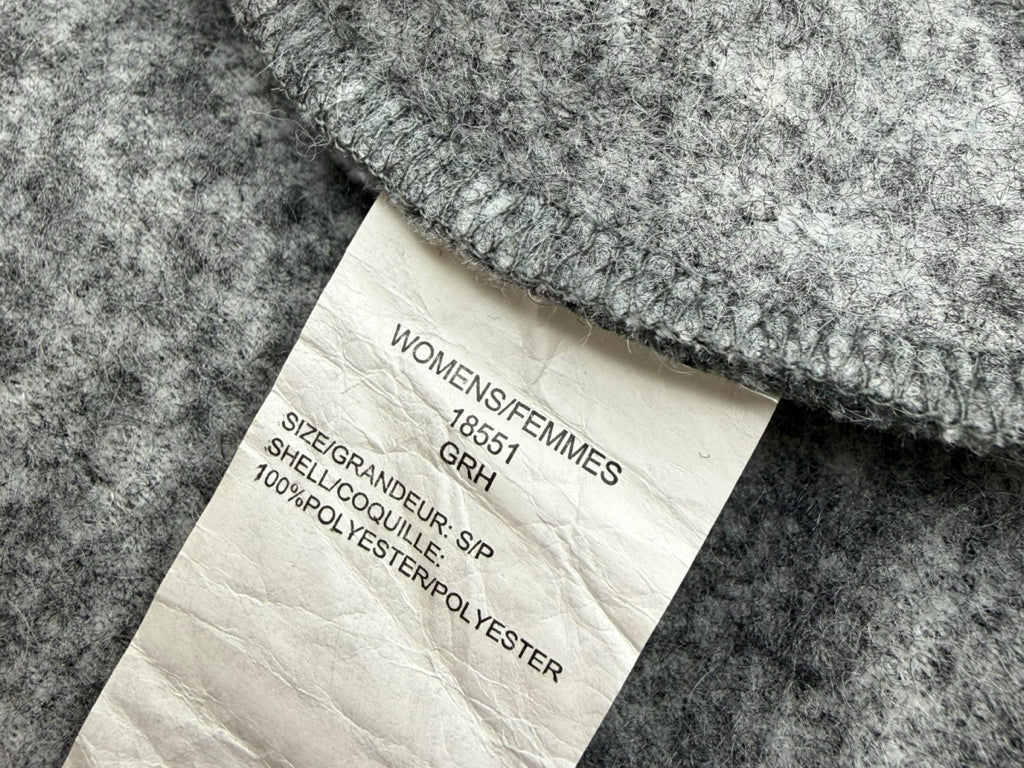 WOMENS/FEMMES
18551
GRH
SIZE/GRANDEUR: S/P
SHELL/COQUILLE:
100%POLYESTER/POLYESTER